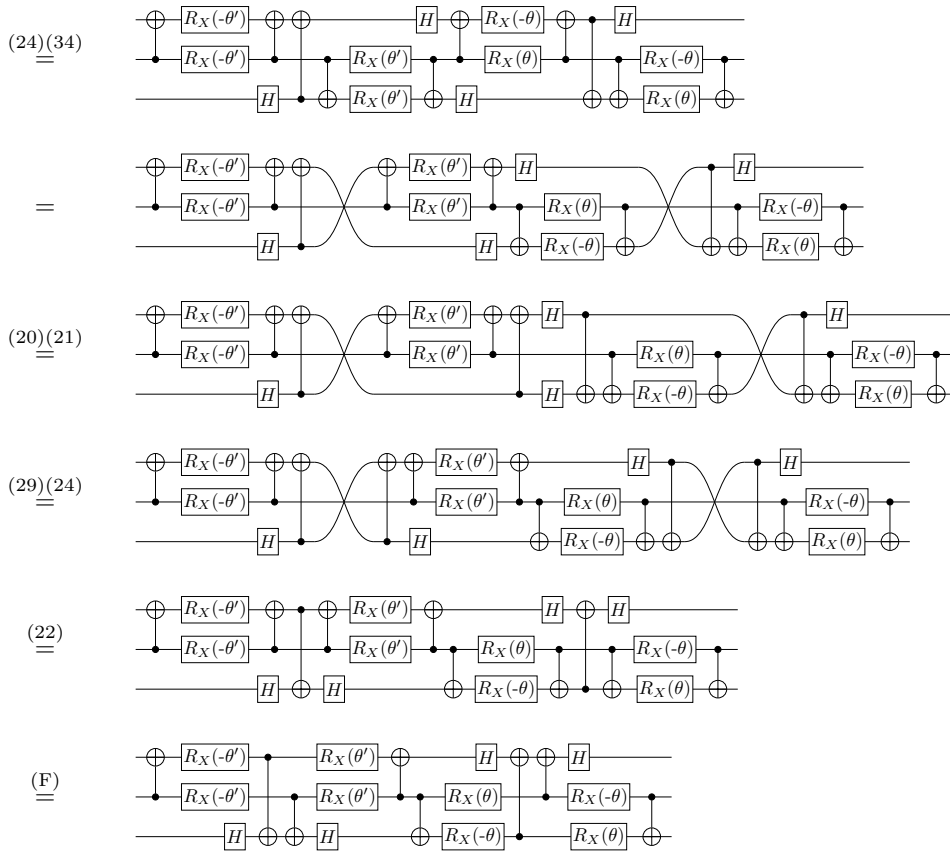 H R_X(-θ) H
R_X(-θ′)
(24)(34)
=
R_X(-θ′) R_X(θ′) R_X(θ) R_X(-θ)
H R_X(θ′) H R_X(θ)
R_X(-θ′) R_X(θ′) H H
= R_X(-θ′) R_X(θ′) R_X(θ) R_X(-θ)
H H R_X(-θ) R_X(θ)
R_X(-θ′) R_X(θ′) H H
(20)(21)
=
R_X(-θ′) R_X(θ′) R_X(θ) R_X(-θ)
H H R_X(-θ) R_X(θ)
R_X(-θ′) R_X(θ′) H H
(29)(24)
=
R_X(-θ′) R_X(θ′) R_X(θ) R_X(-θ)
H H R_X(-θ) R_X(θ)
R_X(-θ′) R_X(θ′) H H
(22)
=
R_X(-θ′) R_X(θ′) R_X(θ) R_X(-θ)
H H R_X(-θ) R_X(θ)
R_X(-θ′) R_X(θ′) H H
(F)
=
R_X(-θ′) R_X(θ′) R_X(θ) R_X(-θ)
H H R_X(-θ) R_X(θ)